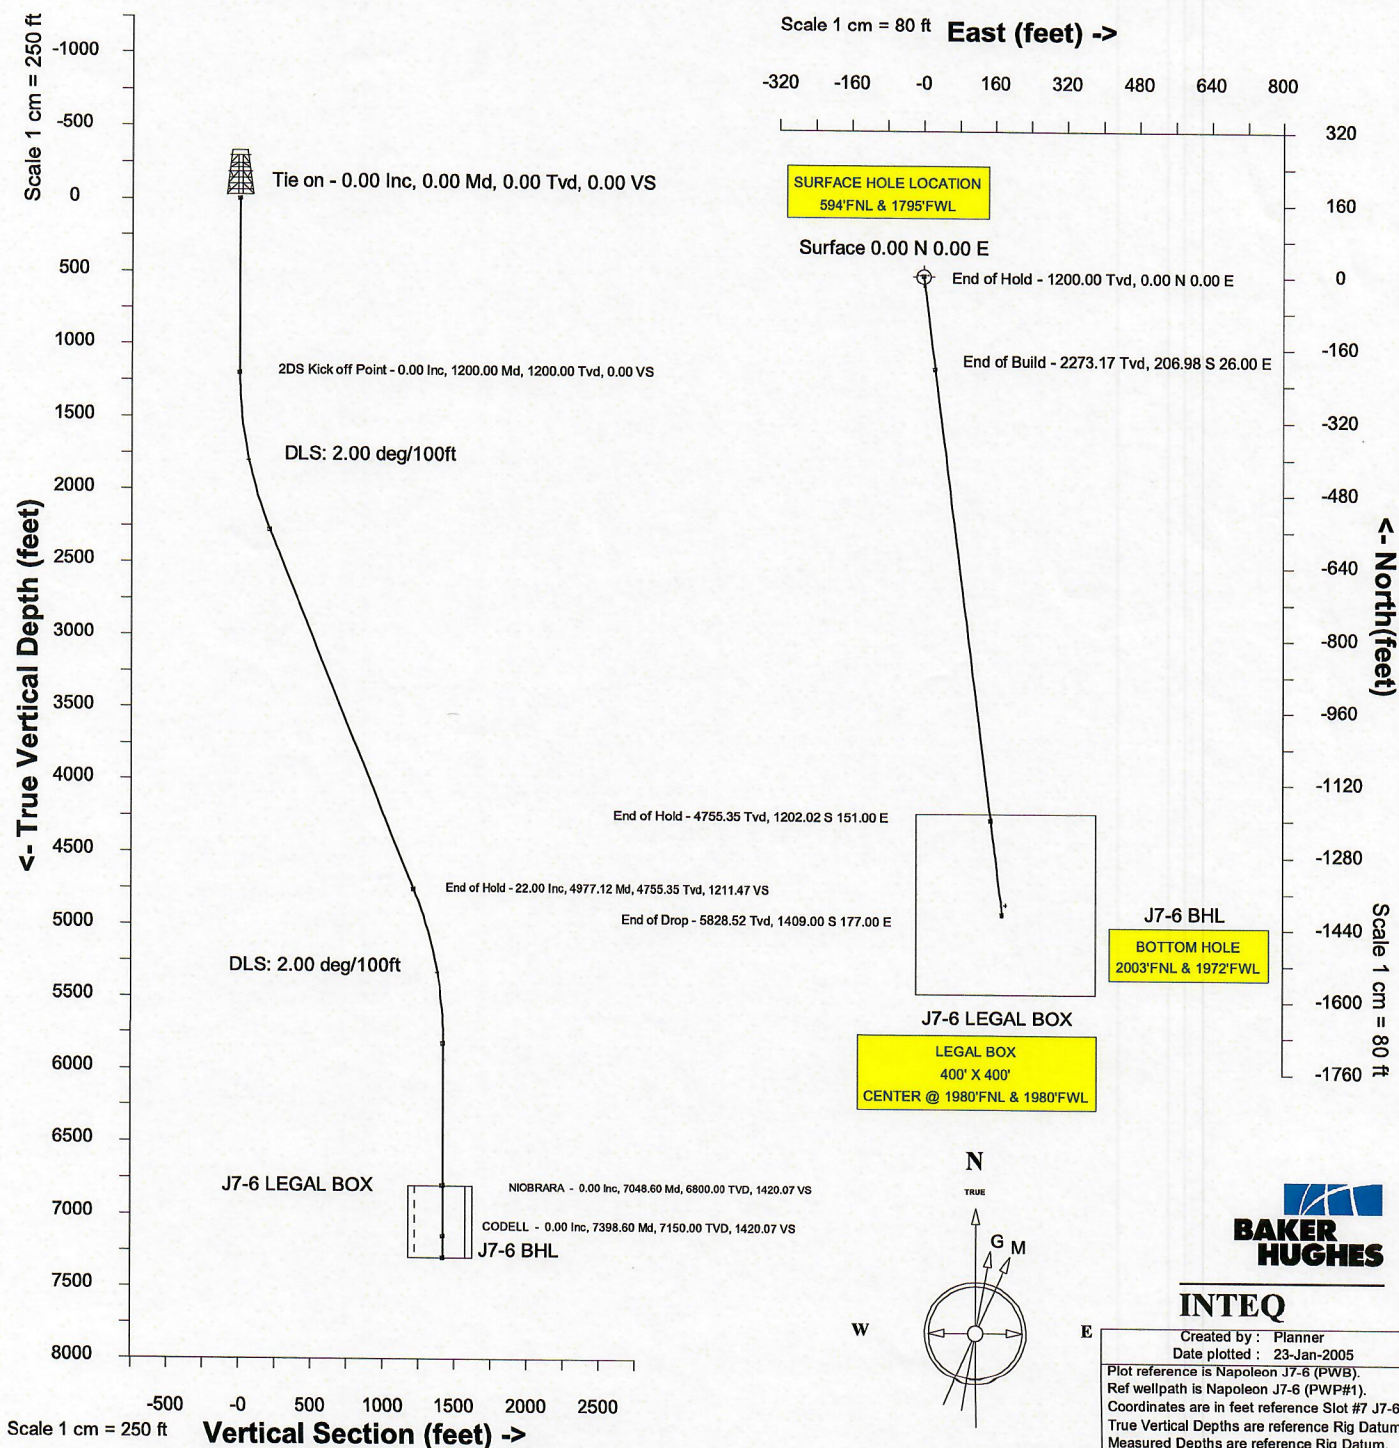 Scale 1 cm = 250 ft
-1000
-500
0
500
1000
1500
2000
2500
3000
3500
4000
4500
5000
5500
6000
6500
7000
7500
8000
<- True Vertical Depth (feet)
Tie on - 0.00 Inc, 0.00 Md, 0.00 Tvd, 0.00 VS
2DS Kick off Point - 0.00 Inc, 1200.00 Md, 1200.00 Tvd, 0.00 VS
DLS: 2.00 deg/100ft
End of Hold - 22.00 Inc, 4977.12 Md, 4755.35 Tvd, 1211.47 VS
DLS: 2.00 deg/100ft
J7-6 LEGAL BOX
NIOBRARA - 0.00 Inc, 7048.60 Md, 6800.00 TVD, 1420.07 VS
CODELL - 0.00 Inc, 7398.60 Md, 7150.00 TVD, 1420.07 VS
J7-6 BHL
-500 -0 500 1000 1500 2000 2500
Scale 1 cm = 250 ft
Vertical Section (feet) ->
Scale 1 cm = 80 ft
East (feet) ->
-320 -160 -0 160 320 480 640 800
320
160
0
-160
-320
-480
-640
-800
-960
-1120
-1280
-1440
-1600
-1760
<- North(feet)
Scale 1 cm = 80 ft
SURFACE HOLE LOCATION
594'FNL & 1795'FWL
Surface 0.00 N 0.00 E
End of Hold - 1200.00 Tvd, 0.00 N 0.00 E
End of Build - 2273.17 Tvd, 206.98 S 26.00 E
End of Hold - 4755.35 Tvd, 1202.02 S 151.00 E
End of Drop - 5828.52 Tvd, 1409.00 S 177.00 E
J7-6 BHL
BOTTOM HOLE
2003'FNL & 1972'FWL
J7-6 LEGAL BOX
LEGAL BOX
400' X 400'
CENTER @ 1980'FNL & 1980'FWL
N
TRUE
G M
W
E
BAKER
HUGHES
INTEQ
Created by : Planner
Date plotted : 23-Jan-2005
Plot reference is Napoleon J7-6 (PWB).
Ref wellpath is Napoleon J7-6 (PWP#1).
Coordinates are in feet reference Slot #7 J7-6
True Vertical Depths are reference Rig Datum
Measured Depths are reference Rig Datum